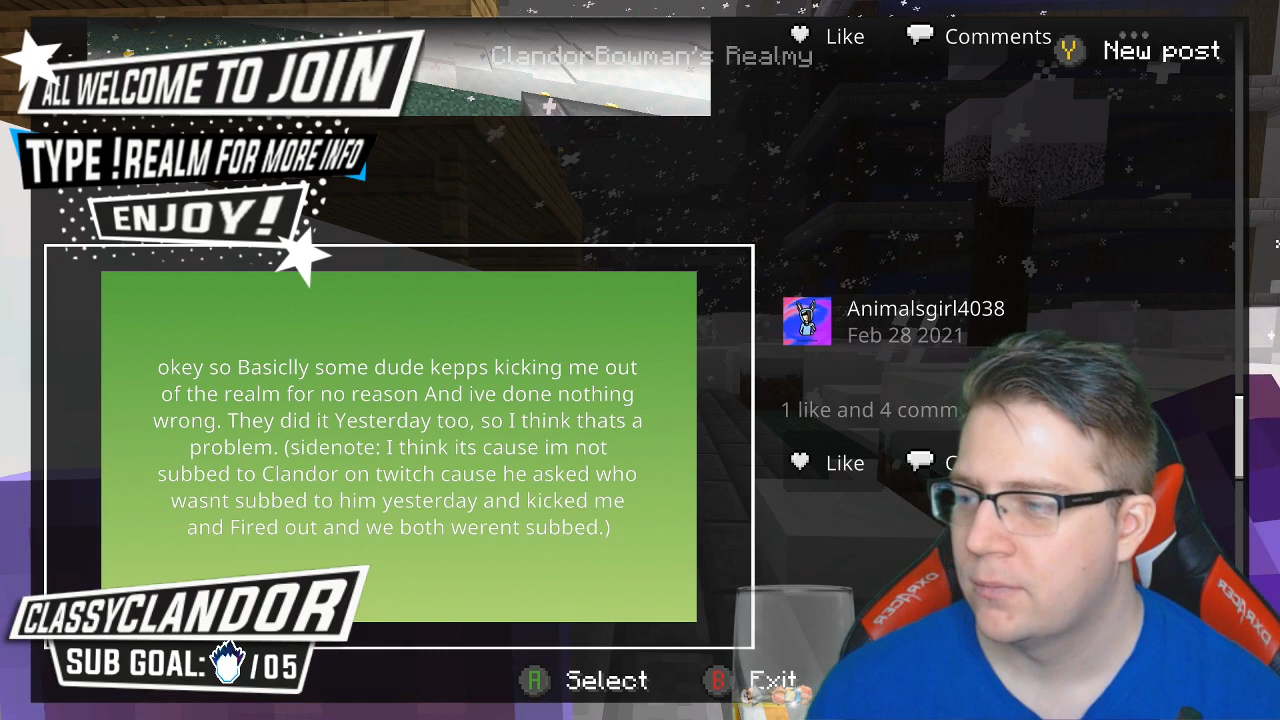 ALL WELCOME TO JOIN
TYPE !REALM FOR MORE INFO
ENJOY!
ClandorBowman's Realmy
Like
Comments
Y
New post
okey so Basiclly some dude kepps kicking me out
of the realm for no reason And ive done nothing
wrong. They did it Yesterday too, so I think thats a
problem. (sidenote: I think its cause im not
subbed to Clandor on twitch cause he asked who
wasnt subbed to him yesterday and kicked me
and Fired out and we both werent subbed.)
Animalsgirl4038
Feb 28 2021
1 like and 4 comm
Like
C
CLASSYCLANDOR
SUB GOAL: /05
A Select
B Exit
DXRACER
DXRACER